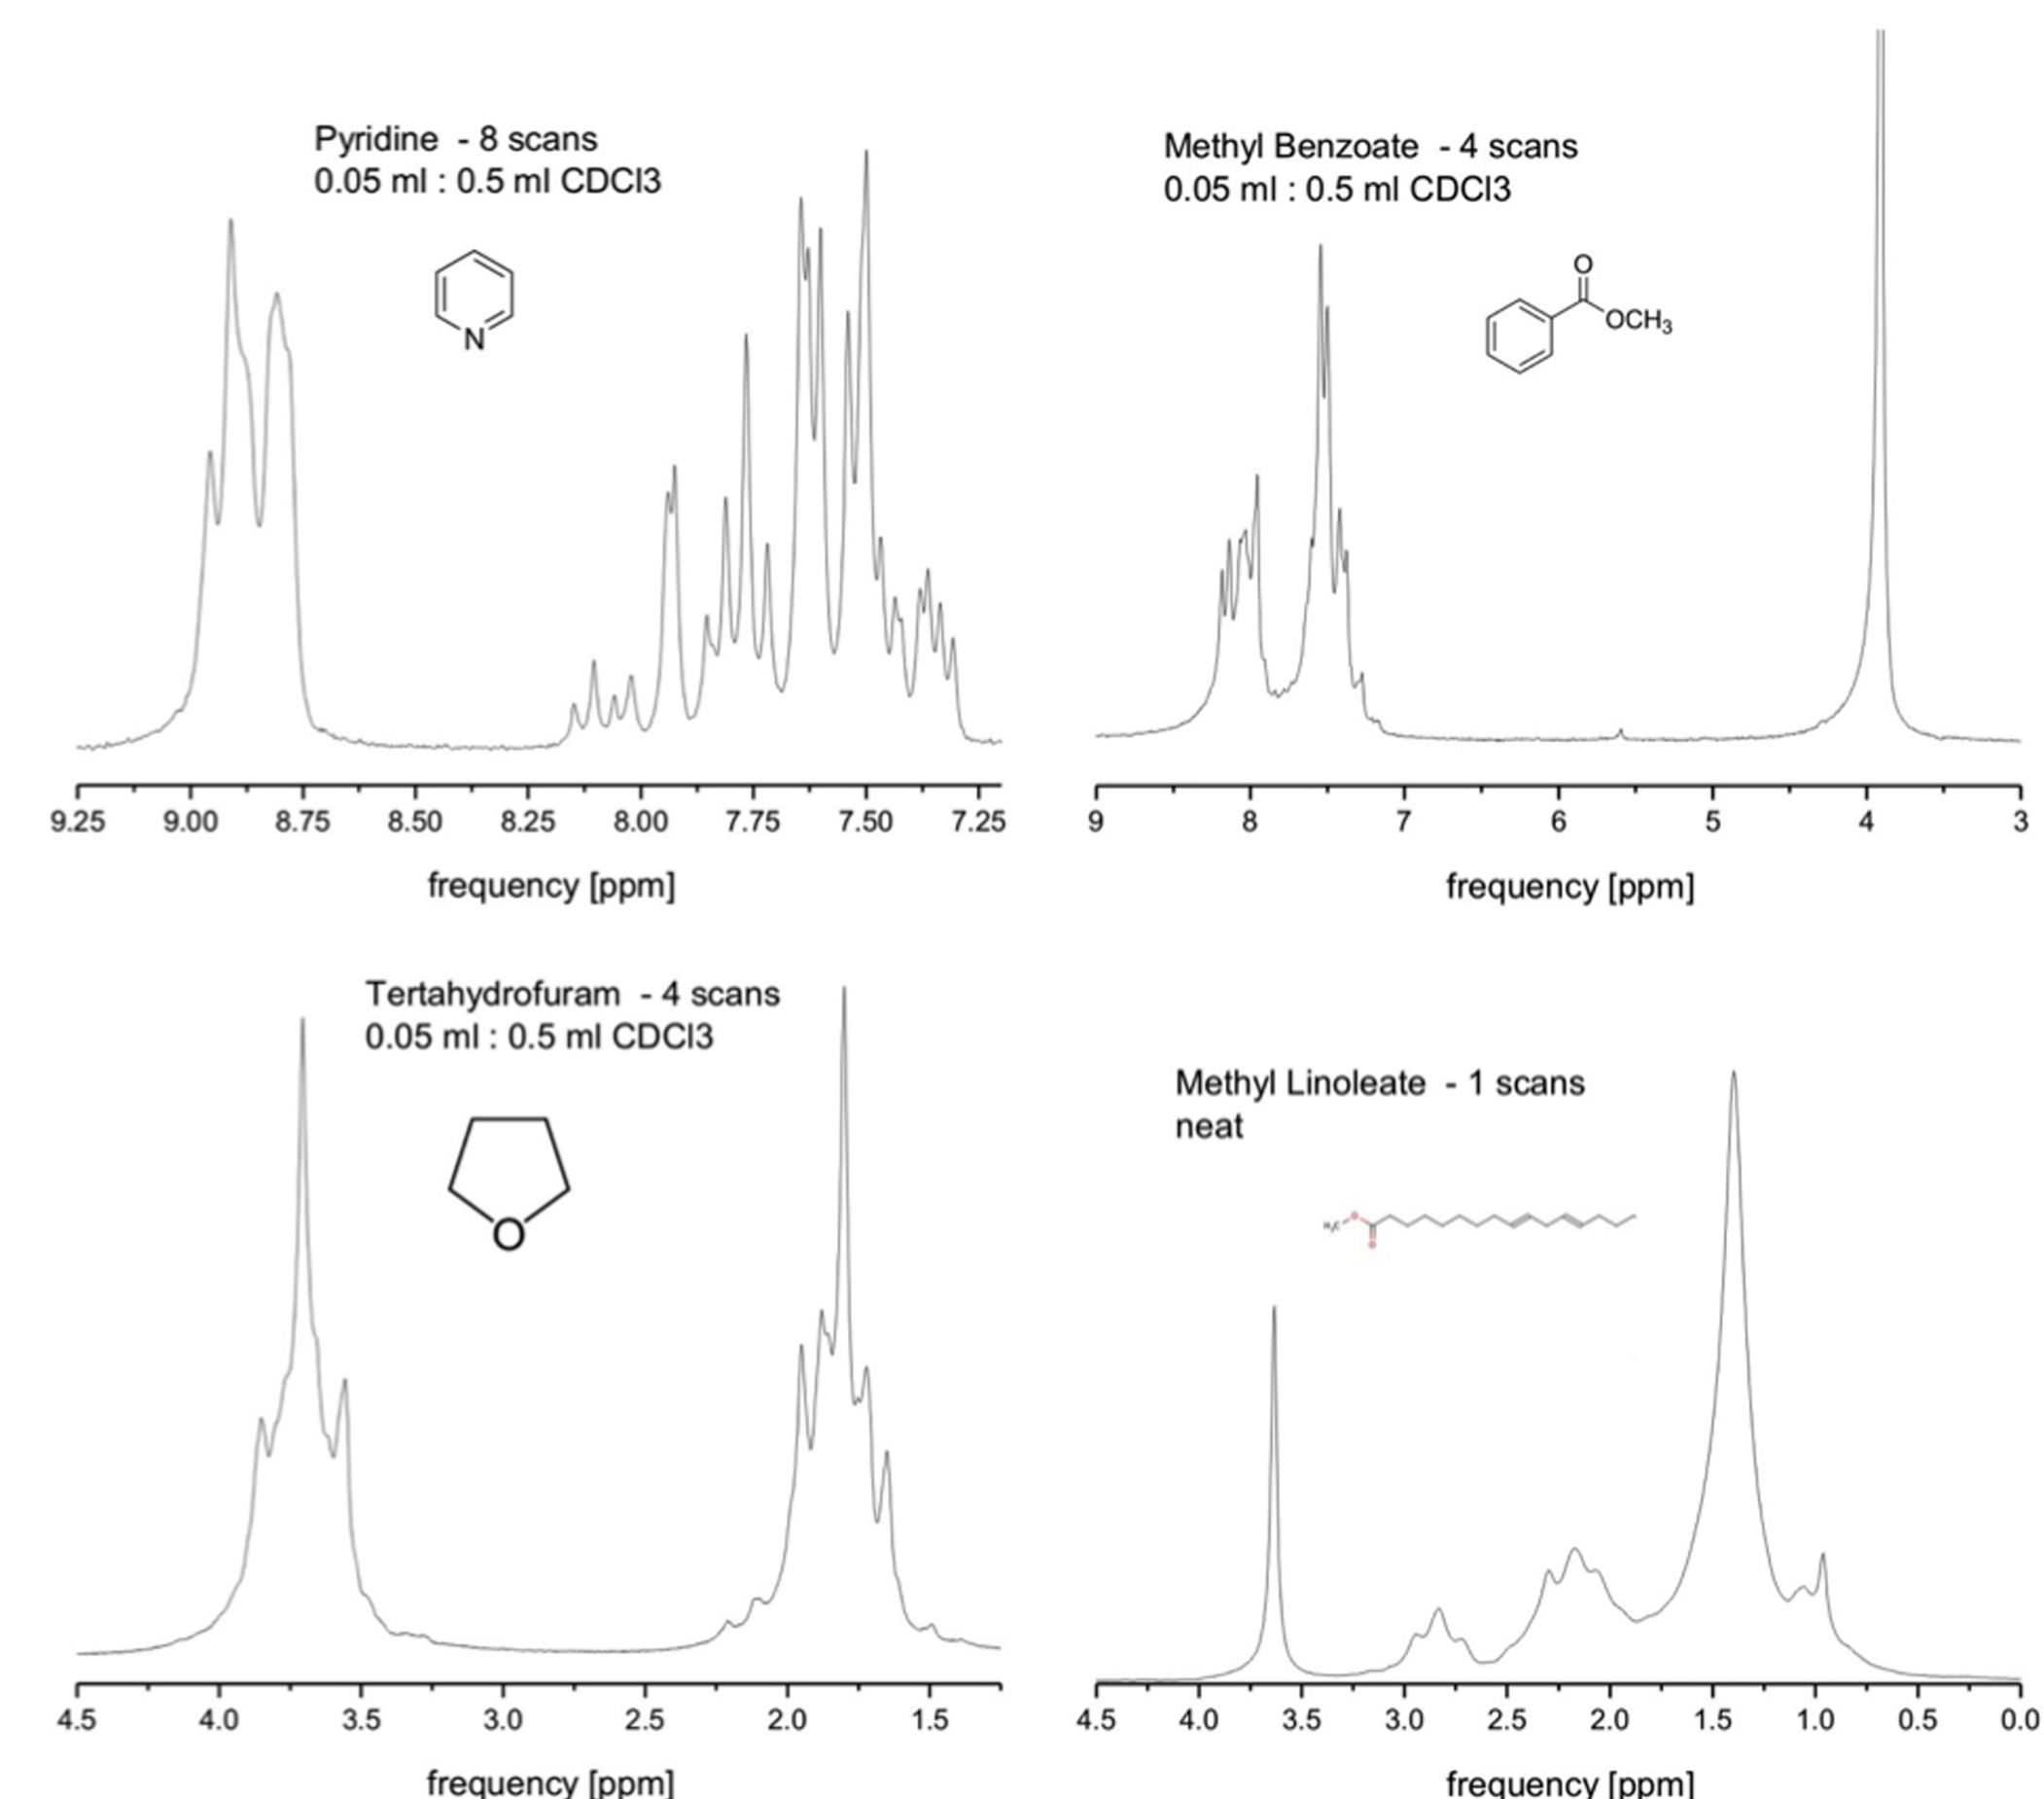 Pyridine - 8 scans
0.05 ml : 0.5 ml CDCl3
N
9.25 9.00 8.75 8.50 8.25 8.00 7.75 7.50 7.25
frequency [ppm]
Methyl Benzoate - 4 scans
0.05 ml : 0.5 ml CDCl3
O
OCH3
9 8 7 6 5 4 3
frequency [ppm]
Tertahydrofuram - 4 scans
0.05 ml : 0.5 ml CDCl3
O
4.5 4.0 3.5 3.0 2.5 2.0 1.5
frequency [ppm]
Methyl Linoleate - 1 scans
neat
H3C
4.5 4.0 3.5 3.0 2.5 2.0 1.5 1.0 0.5 0.0
frequency [ppm]